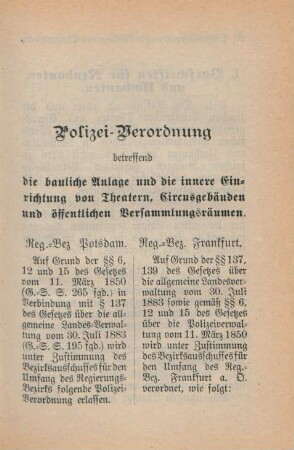 Polizei-Verordnung
betreffend
die bauliche Anlage und die innere Ein-
richtung von Theatern, Circusgebäuden
und öffentlichen Versammlungsräumen.
Reg.-Bez Potsdam.
Auf Grund der §§ 6,
12 und 15 des Gesetzes
vom 11. März 1850
(G.-S. S. 265 fgd.) in
Verbindung mit § 137
des Gesetzes über die all-
gemeine Landes-Verwal-
tung vom 30. Juli 1883
(G.-S. S. 195 fgd.) wird
unter Zustimmung des
Bezirksausschusses für den
Umfang des Regierungs-
Bezirks folgende Polizei-
Verordnung erlassen.
Reg.-Bez. Frankfurt.
Auf Grund der §§ 137,
139 des Gesetzes über
die allgemeine Landesver-
waltung vom 30. Juli
1883 sowie gemäß §§ 6,
12 und 15 des Gesetzes
über die Polizeiverwaltung
vom 11. März 1850 wird
unter Zustimmung des
Bezirksausschusses für den
Umfang des Reg.-
Bez. Frankfurt a. O.
verordnet, wie folgt: